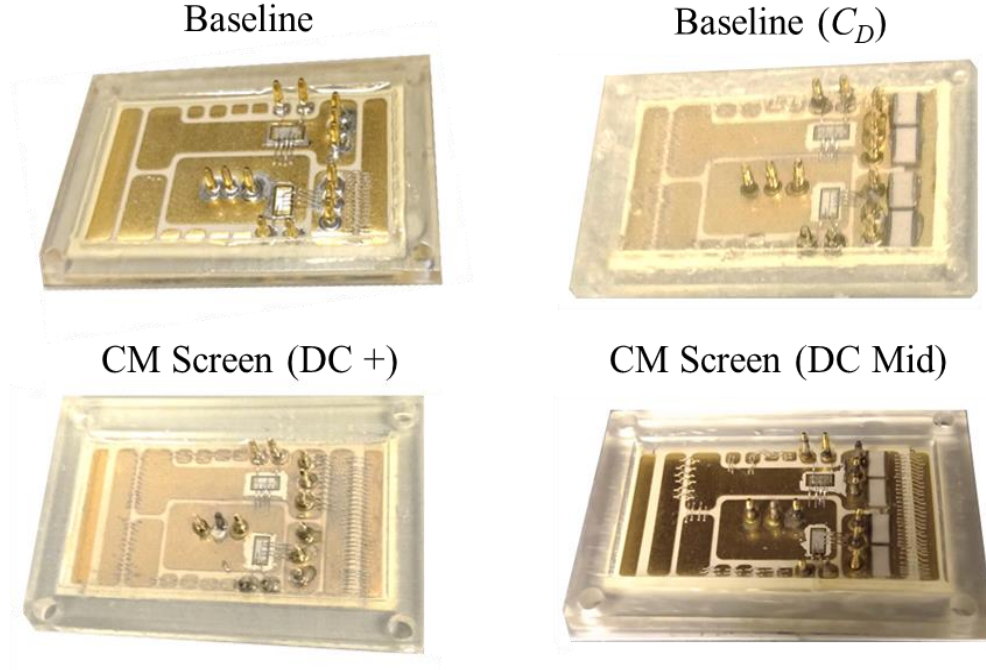 Baseline
Baseline (C_D)
CM Screen (DC +)
CM Screen (DC Mid)